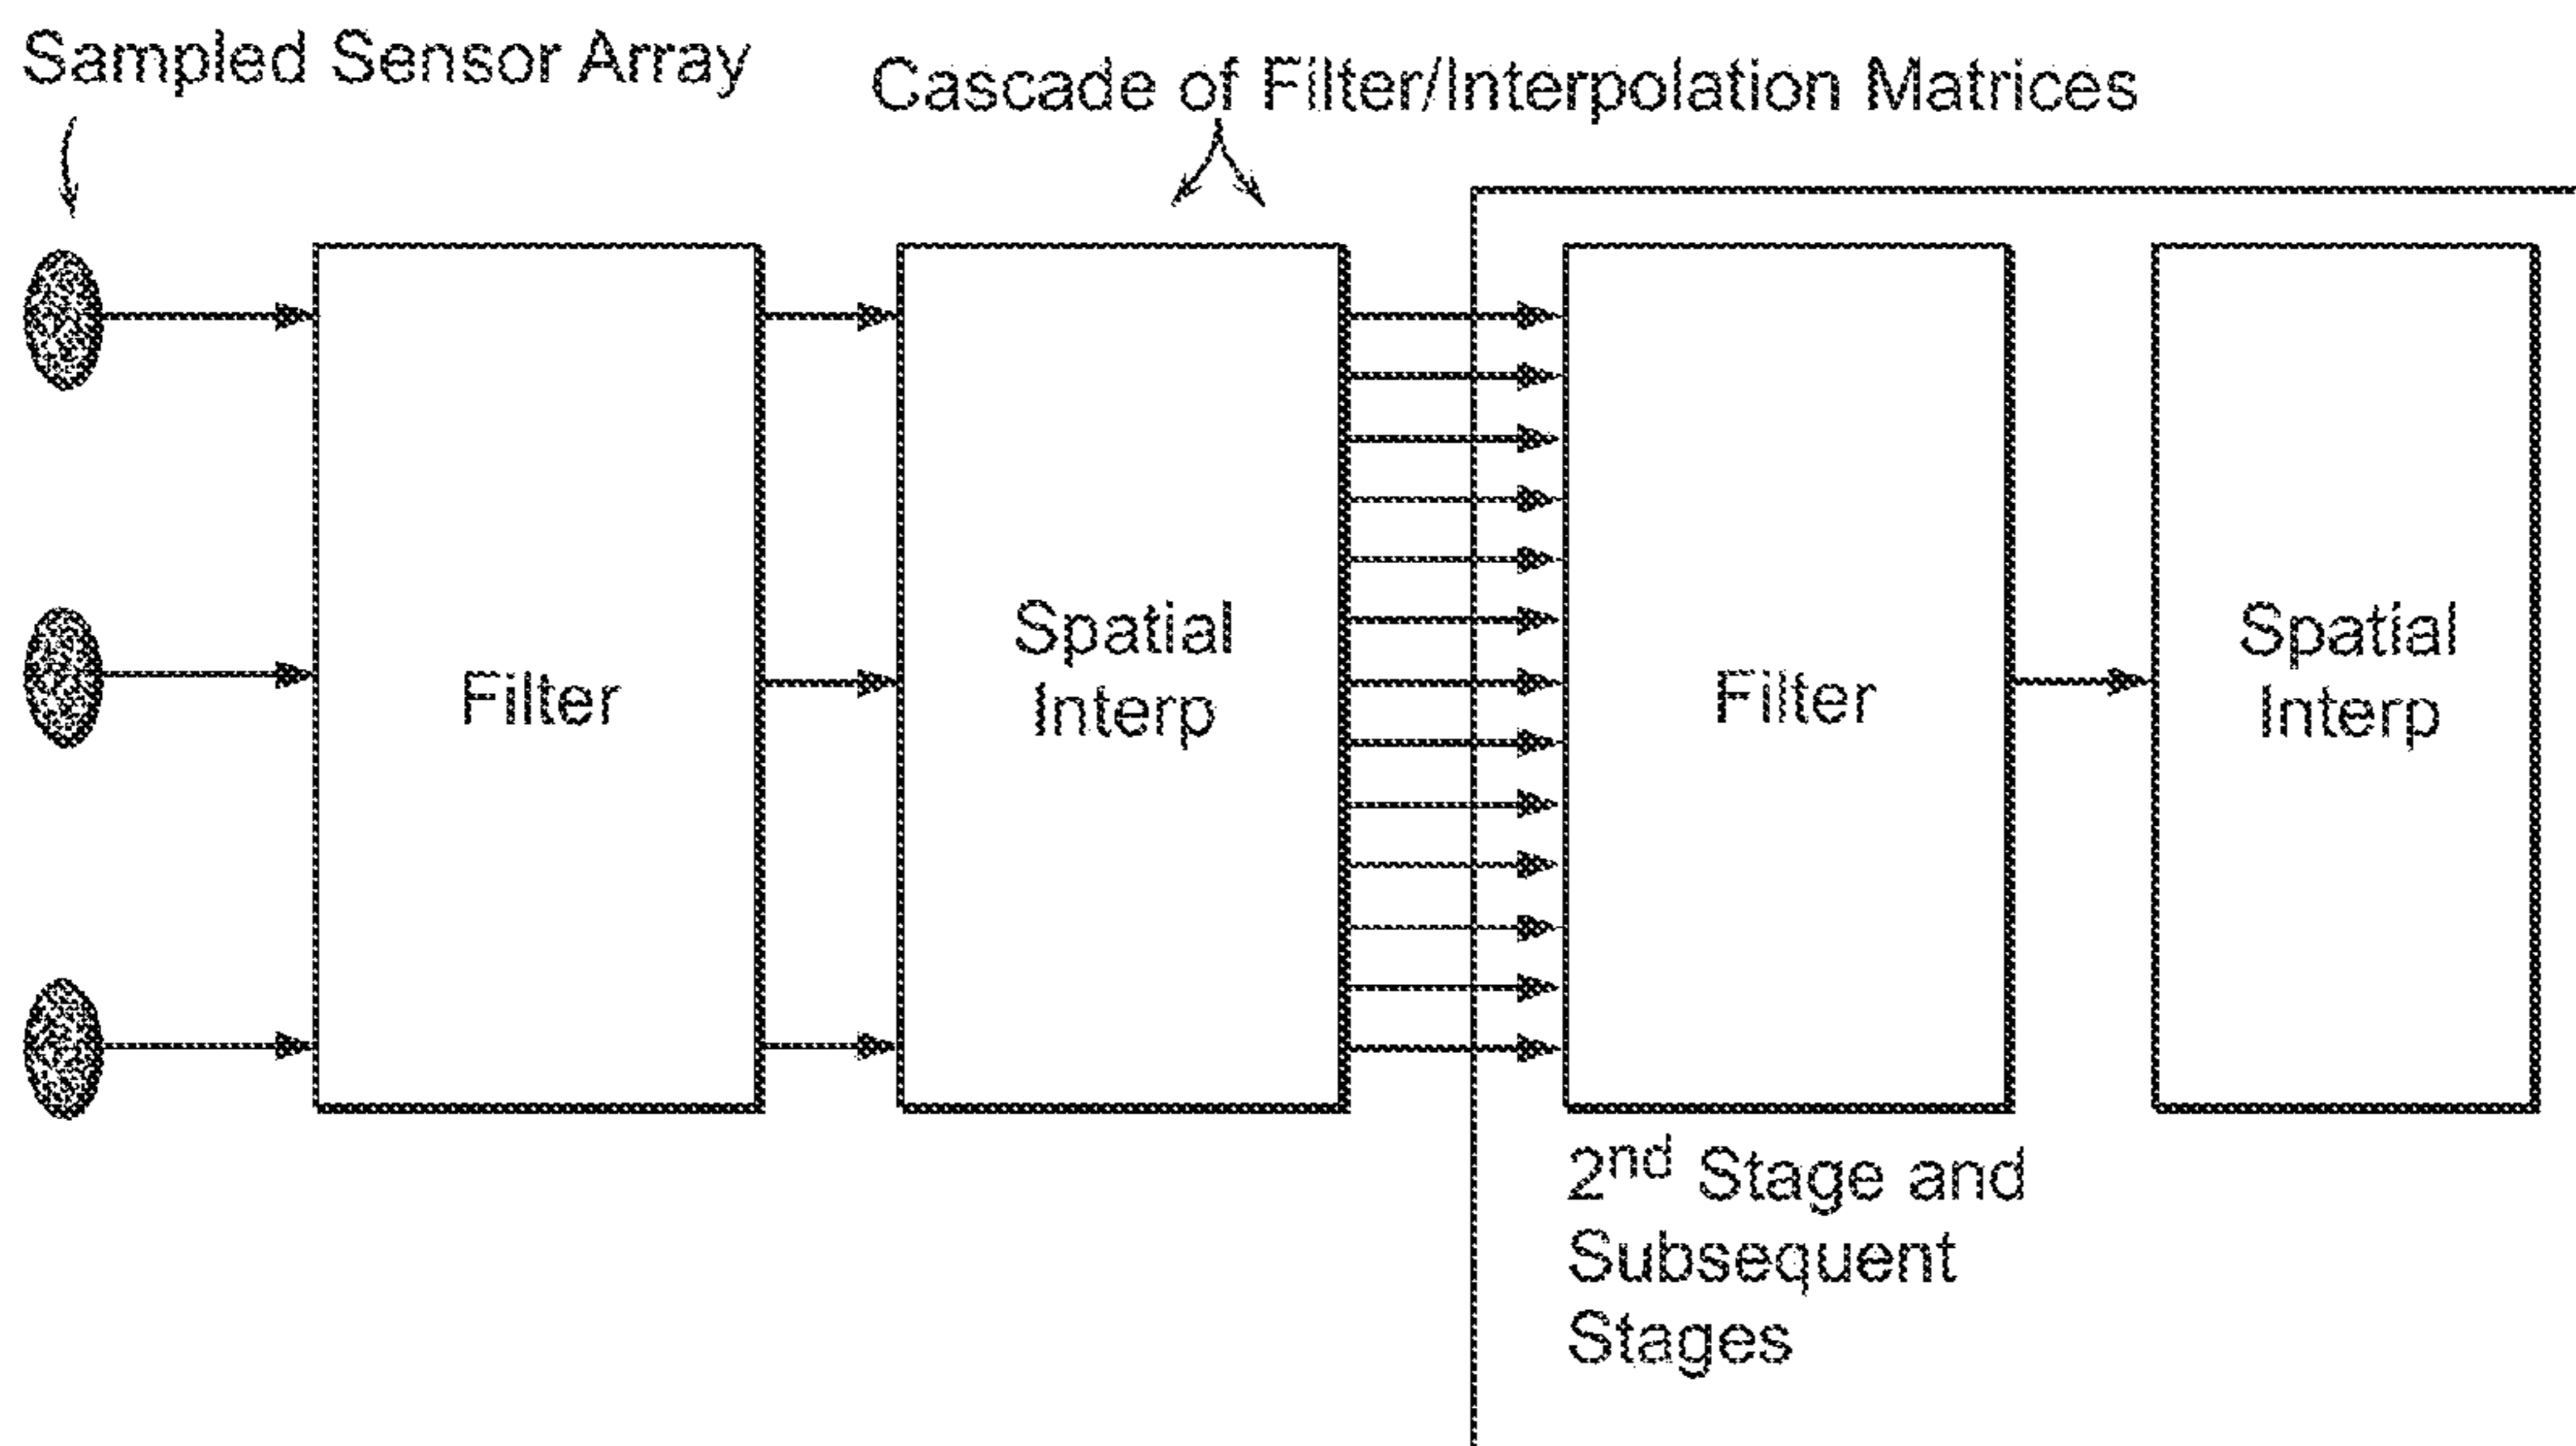 Sampled Sensor Array
Cascade of Filter/Interpolation Matrices
Filter
Spatial
Interp
Filter
Spatial
Interp
2nd Stage and
Subsequent
Stages